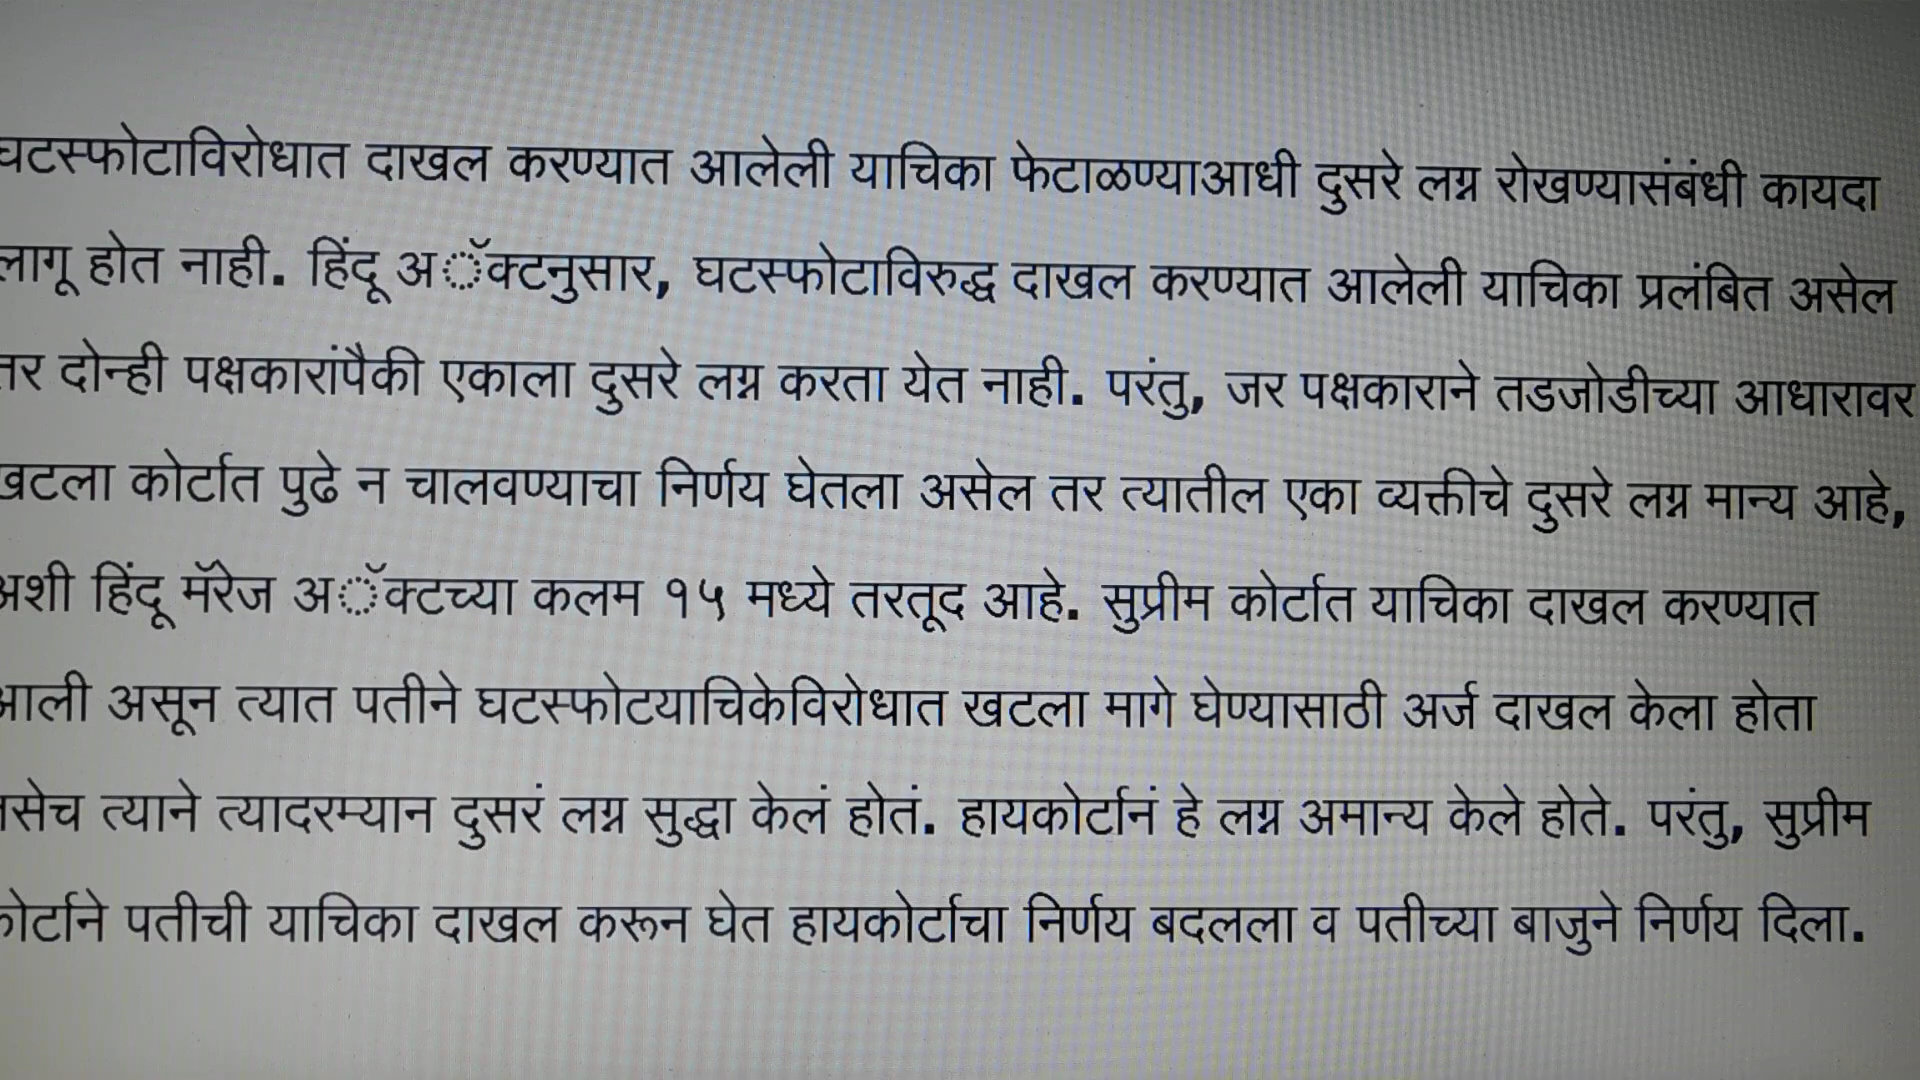 घटस्फोटाविरोधात दाखल करण्यात आलेली याचिका फेटाळण्याआधी दुसरे लग्न रोखण्यासंबंधी कायदा
लागू होत नाही. हिंदू अॅक्टनुसार, घटस्फोटाविरुद्ध दाखल करण्यात आलेली याचिका प्रलंबित असेल
तर दोन्ही पक्षकारांपैकी एकाला दुसरे लग्न करता येत नाही. परंतु, जर पक्षकाराने तडजोडीच्या आधारावर
खटला कोर्टात पुढे न चालवण्याचा निर्णय घेतला असेल तर त्यातील एका व्यक्तीचे दुसरे लग्न मान्य आहे,
अशी हिंदू मॅरेज अॅक्टच्या कलम १५ मध्ये तरतूद आहे. सुप्रीम कोर्टात याचिका दाखल करण्यात
आली असून त्यात पतीने घटस्फोटयाचिकेविरोधात खटला मागे घेण्यासाठी अर्ज दाखल केला होता
तसेच त्याने त्यादरम्यान दुसरं लग्न सुद्धा केलं होतं. हायकोर्टानं हे लग्न अमान्य केले होते. परंतु, सुप्रीम
कोर्टाने पतीची याचिका दाखल करून घेत हायकोर्टाचा निर्णय बदलला व पतीच्या बाजुने निर्णय दिला.